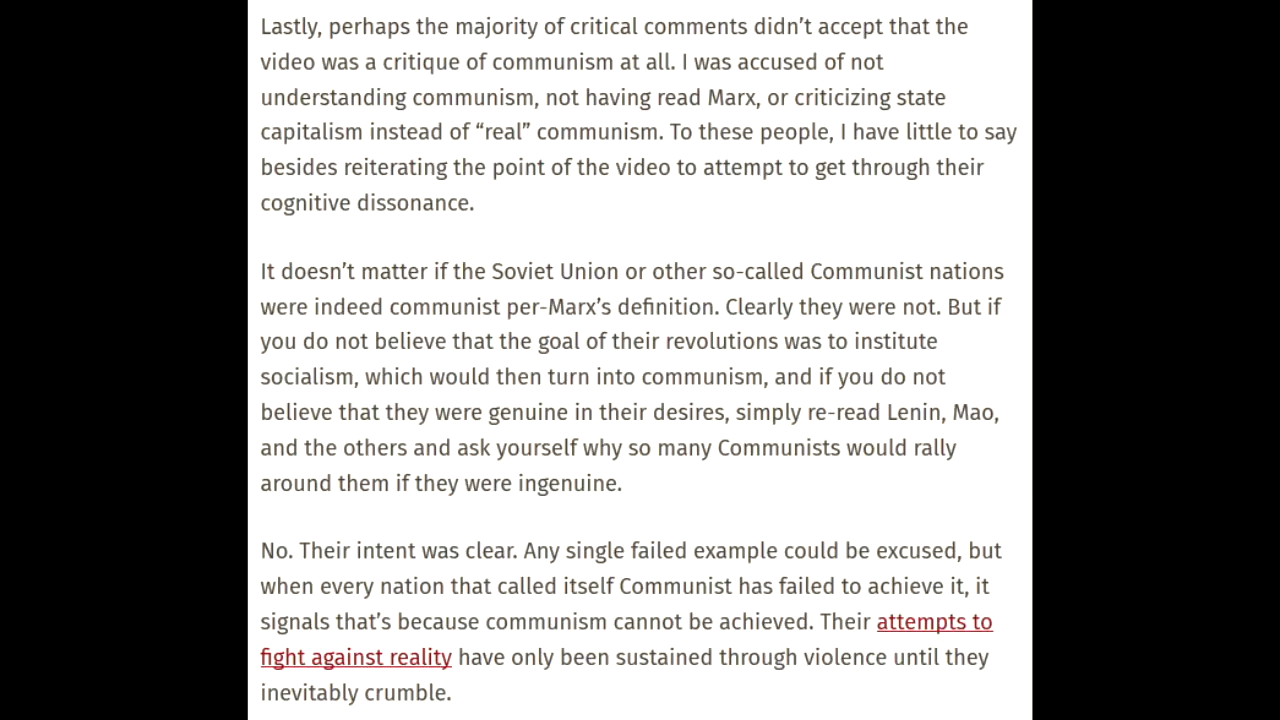 Lastly, perhaps the majority of critical comments didn’t accept that the
video was a critique of communism at all. I was accused of not
understanding communism, not having read Marx, or criticizing state
capitalism instead of “real” communism. To these people, I have little to say
besides reiterating the point of the video to attempt to get through their
cognitive dissonance.
It doesn’t matter if the Soviet Union or other so-called Communist nations
were indeed communist per-Marx’s definition. Clearly they were not. But if
you do not believe that the goal of their revolutions was to institute
socialism, which would then turn into communism, and if you do not
believe that they were genuine in their desires, simply re-read Lenin, Mao,
and the others and ask yourself why so many Communists would rally
around them if they were ingenuine.
No. Their intent was clear. Any single failed example could be excused, but
when every nation that called itself Communist has failed to achieve it, it
signals that’s because communism cannot be achieved. Their attempts to
fight against reality have only been sustained through violence until they
inevitably crumble.